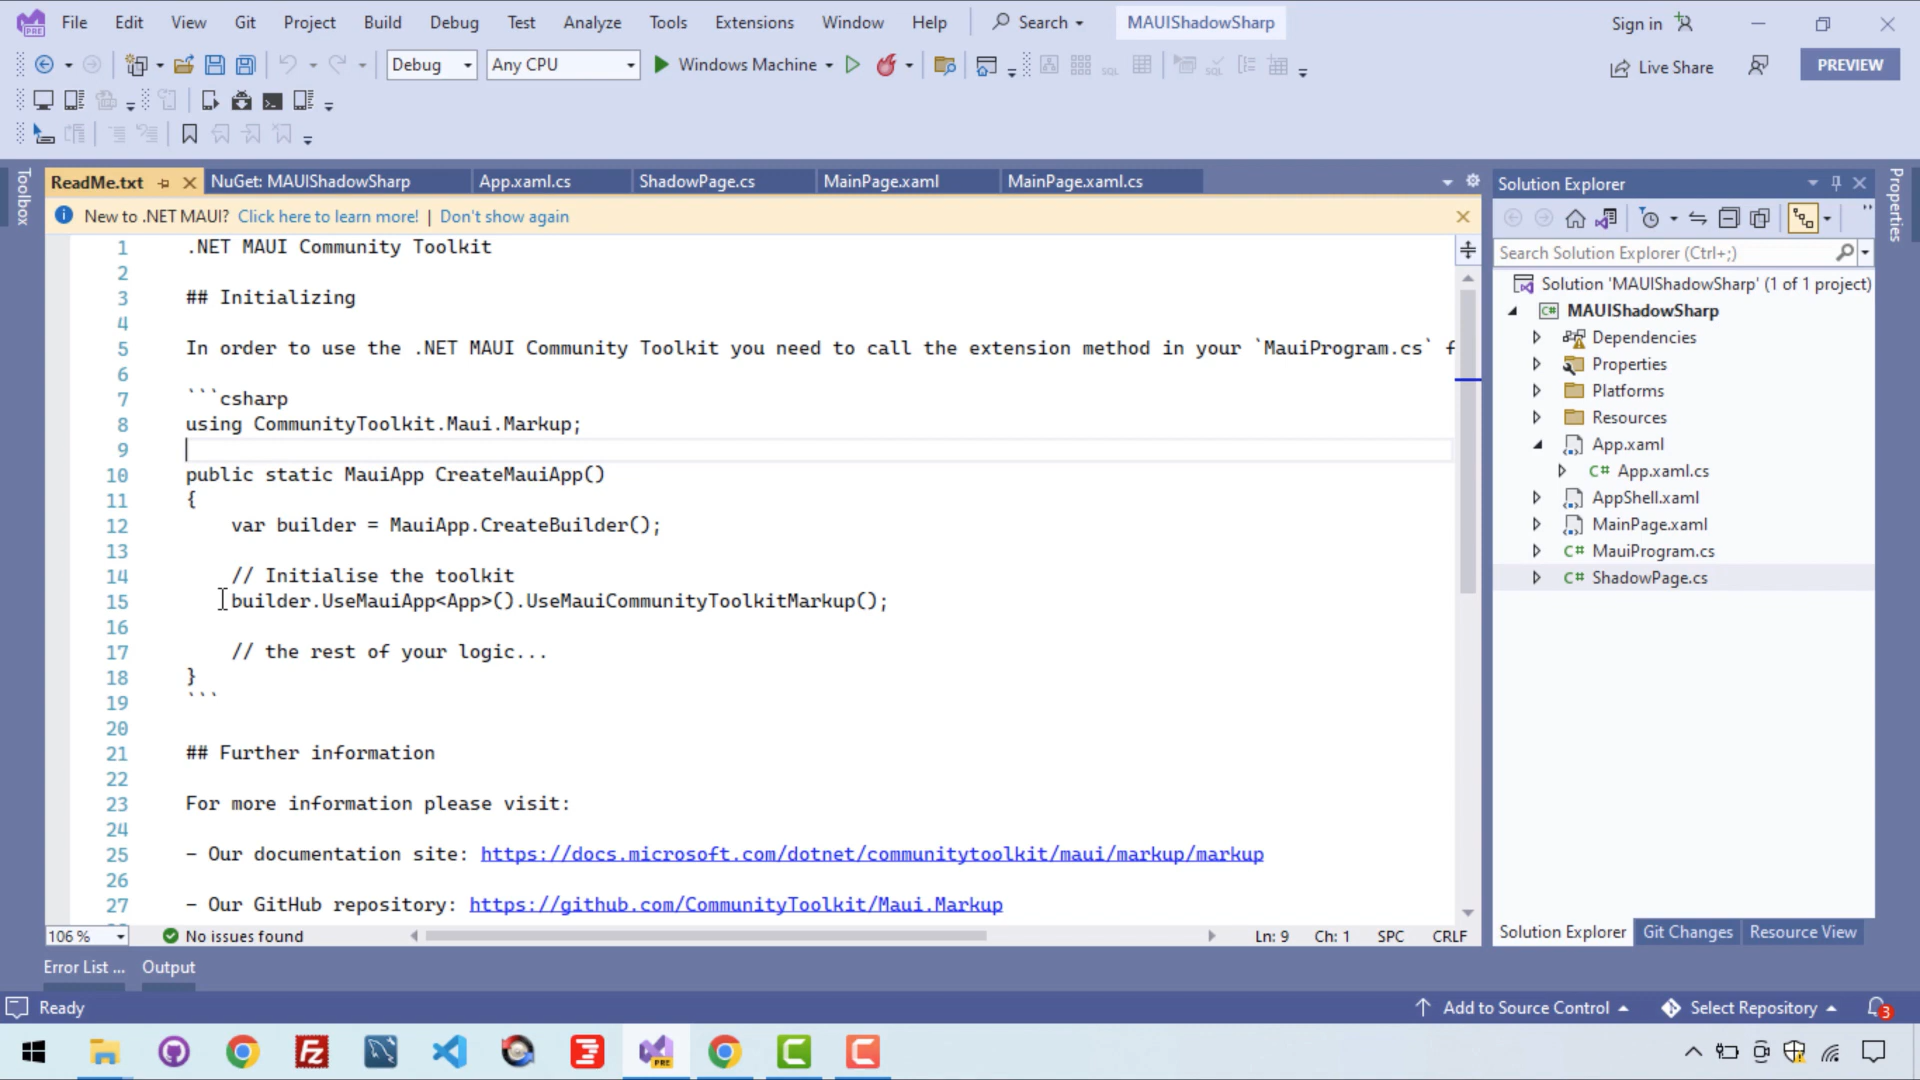 File Edit View Git Project Build Debug Test Analyze Tools Extensions Window Help Search MAUIShadowSharp Sign in
PRE
Debug Any CPU Windows Machine Live Share PREVIEW
Toolbox
ReadMe.txt NuGet: MAUIShadowSharp App.xaml.cs ShadowPage.cs MainPage.xaml MainPage.xaml.cs
New to .NET MAUI? Click here to learn more! | Don't show again
1 .NET MAUI Community Toolkit
2
3 ## Initializing
4
5 In order to use the .NET MAUI Community Toolkit you need to call the extension method in your `MauiProgram.cs` f
6
7 ```csharp
8 using CommunityToolkit.Maui.Markup;
9
10 public static MauiApp CreateMauiApp()
11 {
12 var builder = MauiApp.CreateBuilder();
13
14 // Initialise the toolkit
15 builder.UseMauiApp<App>().UseMauiCommunityToolkitMarkup();
16
17 // the rest of your logic...
18 }
19 ```
20
21 ## Further information
22
23 For more information please visit:
24
25 - Our documentation site: https://docs.microsoft.com/dotnet/communitytoolkit/maui/markup/markup
26
27 - Our GitHub repository: https://github.com/CommunityToolkit/Maui.Markup
106 % No issues found Ln: 9 Ch: 1 SPC CRLF
Solution Explorer
Search Solution Explorer (Ctrl+;)
Solution 'MAUIShadowSharp' (1 of 1 project)
C# MAUIShadowSharp
Dependencies
Properties
Platforms
Resources
App.xaml
C# App.xaml.cs
AppShell.xaml
MainPage.xaml
C# MauiProgram.cs
C# ShadowPage.cs
Solution Explorer Git Changes Resource View
Properties
Error List ... Output
Ready Add to Source Control Select Repository 3
Fz PRE